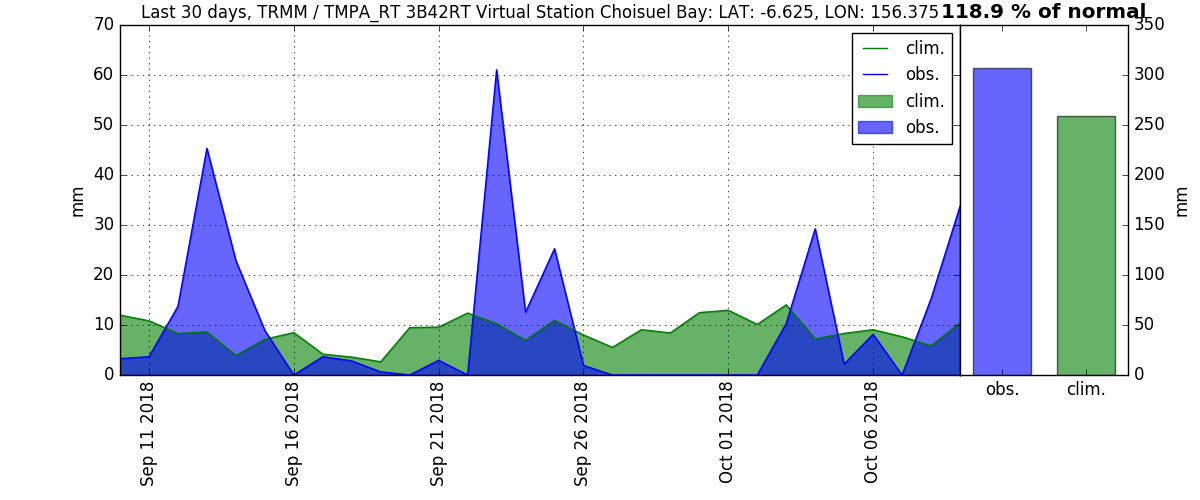 Last 30 days, TRMM / TMPA_RT 3B42RT Virtual Station Choisuel Bay: LAT: -6.625, LON: 156.375
118.9 % of normal
clim.
obs.
clim.
obs.
70
60
50
40
30
20
10
0
mm
350
300
250
200
150
100
50
0
mm
Sep 11 2018
Sep 16 2018
Sep 21 2018
Sep 26 2018
Oct 01 2018
Oct 06 2018
obs.
clim.